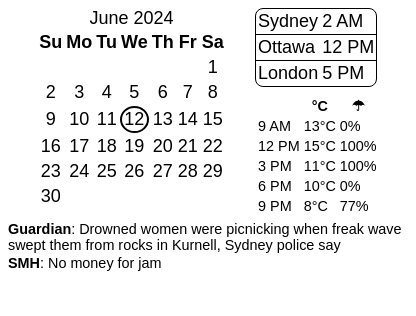 June 2024
Su Mo Tu We Th Fr Sa
1
2 3 4 5 6 7 8
9 10 11 12 13 14 15
16 17 18 19 20 21 22
23 24 25 26 27 28 29
30
Sydney 2 AM
Ottawa 12 PM
London 5 PM
°C ☂
9 AM 13°C 0%
12 PM 15°C 100%
3 PM 11°C 100%
6 PM 10°C 0%
9 PM 8°C 77%
Guardian: Drowned women were picnicking when freak wave
swept them from rocks in Kurnell, Sydney police say
SMH: No money for jam